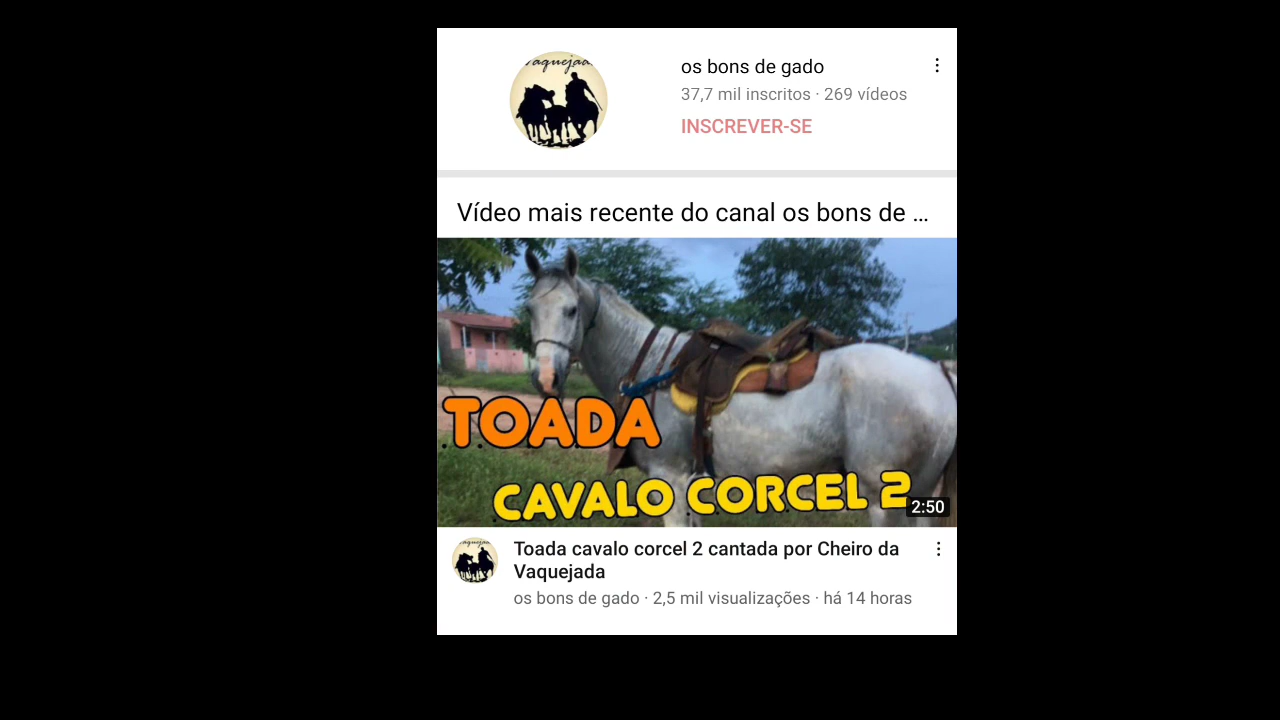 os bons de gado
37,7 mil inscritos · 269 vídeos
INSCREVER-SE
Vídeo mais recente do canal os bons de ...
TOADA
CAVALO CORCEL 2
2:50
Toada cavalo corcel 2 cantada por Cheiro da
Vaquejada
os bons de gado · 2,5 mil visualizações · há 14 horas